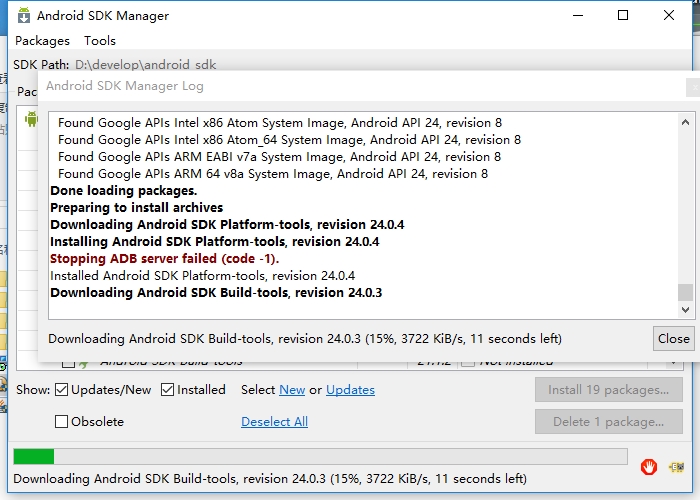 Android SDK Manager
Packages Tools
SDK Path: D:\develop\android sdk
Android SDK Manager Log
Pac
Found Google APIs Intel x86 Atom System Image, Android API 24, revision 8
Found Google APIs Intel x86 Atom_64 System Image, Android API 24, revision 8
Found Google APIs ARM EABI v7a System Image, Android API 24, revision 8
Found Google APIs ARM 64 v8a System Image, Android API 24, revision 8
Done loading packages.
Preparing to install archives
Downloading Android SDK Platform-tools, revision 24.0.4
Installing Android SDK Platform-tools, revision 24.0.4
Stopping ADB server failed (code -1).
Installed Android SDK Platform-tools, revision 24.0.4
Downloading Android SDK Build-tools, revision 24.0.3
Downloading Android SDK Build-tools, revision 24.0.3 (15%, 3722 KiB/s, 11 seconds left) Close
Android SDK Build-tools 21.1.2 Not installed
Show: Updates/New Installed Select New or Updates Install 19 packages...
Obsolete Deselect All Delete 1 package...
Downloading Android SDK Build-tools, revision 24.0.3 (15%, 3722 KiB/s, 11 seconds left)